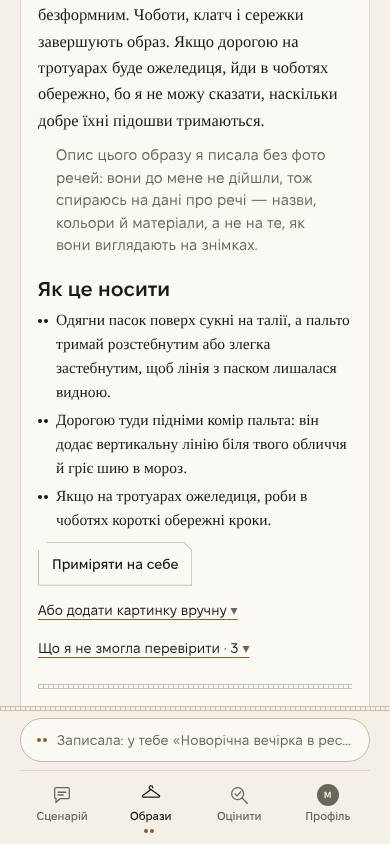 безформним. Чоботи, клатч і сережки
завершують образ. Якщо дорогою на
тротуарах буде ожеледиця, йди в чоботях
обережно, бо я не можу сказати, наскільки
добре їхні підошви тримаються.
Опис цього образу я писала без фото
речей: вони до мене не дійшли, тож
спираюсь на дані про речі — назви,
кольори й матеріали, а не на те, як
вони виглядають на знімках.
Як це носити
Одягни пасок поверх сукні на талії, а пальто
тримай розстебнутим або злегка
застебнутим, щоб лінія з паском лишалася
видною.
Дорогою туди підніми комір пальта: він
додає вертикальну лінію біля твого обличчя
й гріє шию в мороз.
Якщо на тротуарах ожеледиця, роби в
чоботях короткі обережні кроки.
Приміряти на себе
Або додати картинку вручну ▾
Що я не змогла перевірити · 3 ▾
Записала: у тебе «Новорічна вечірка в рес...
Сценарій
Образи
Оцінити
М
Профіль